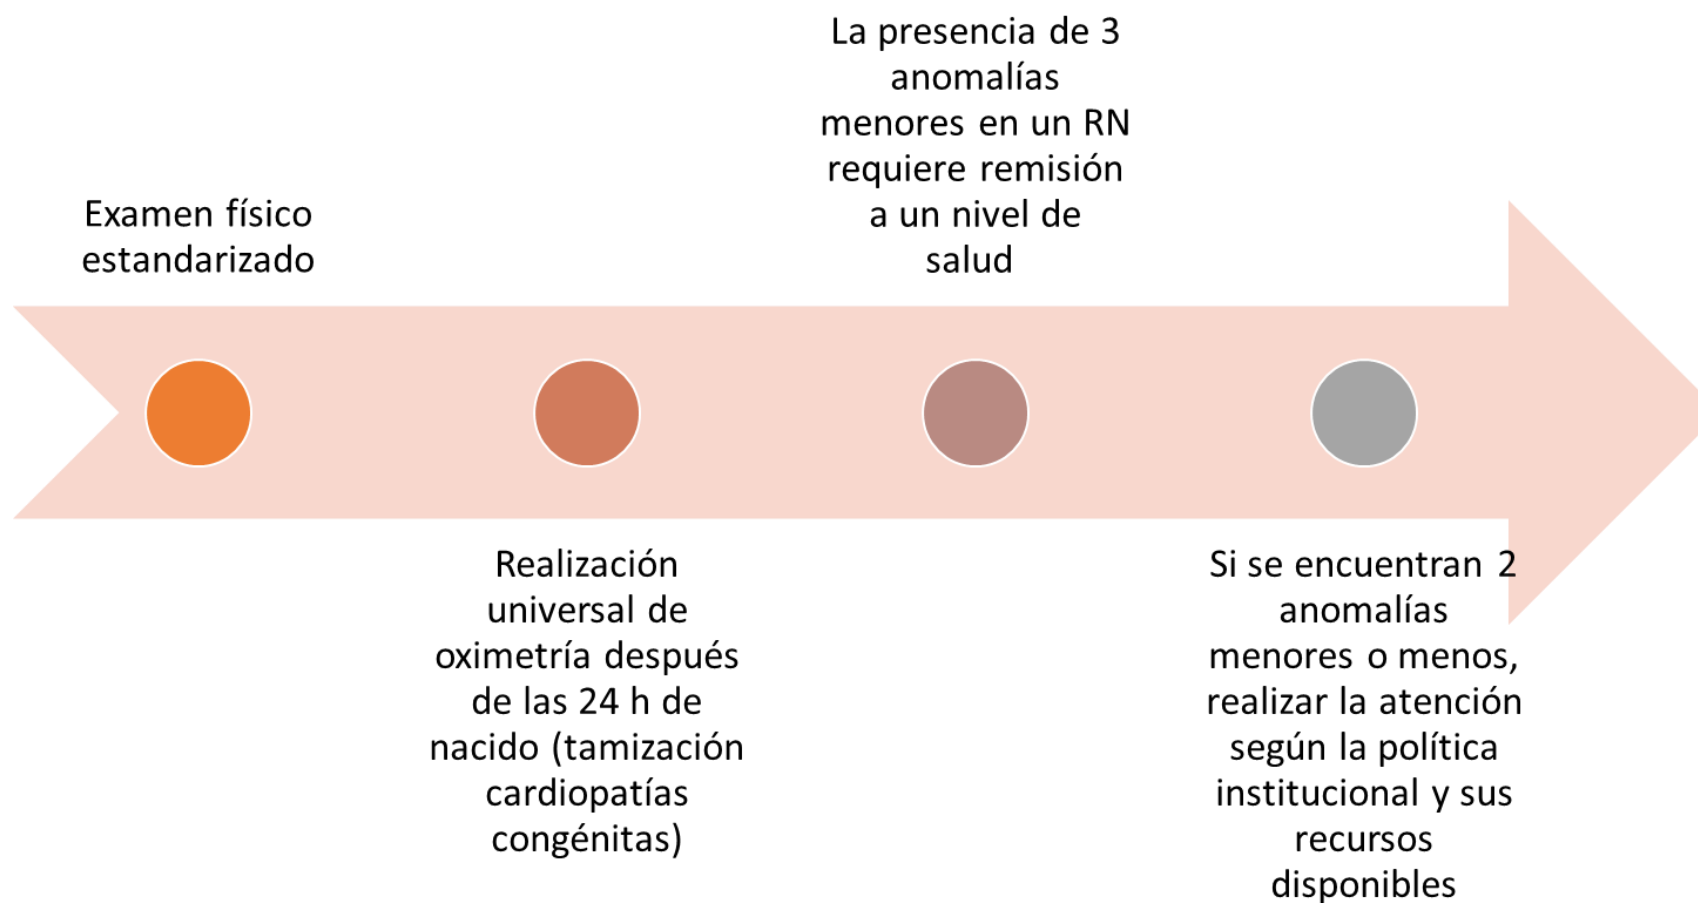 Examen físico
estandarizado
Realización
universal de
oximetría después
de las 24 h de
nacido (tamización
cardiopatías
congénitas)
La presencia de 3
anomalías
menores en un RN
requiere remisión
a un nivel de
salud
Si se encuentran 2
anomalías
menores o menos,
realizar la atención
según la política
institucional y sus
recursos
disponibles